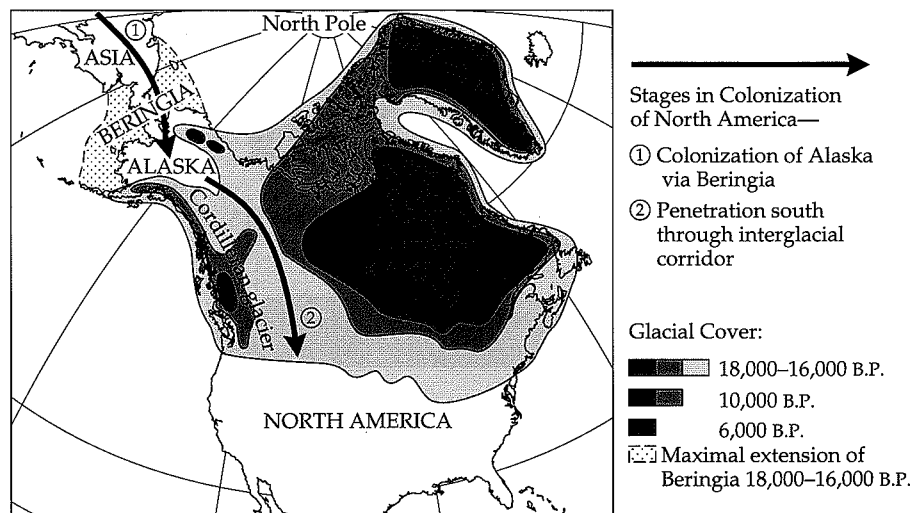 North Pole
①
ASIA
BERINGIA
ALASKA
Cordilleran glacier
②
NORTH AMERICA
Stages in Colonization
of North America—
① Colonization of Alaska
via Beringia
② Penetration south
through interglacial
corridor
Glacial Cover:
18,000–16,000 B.P.
10,000 B.P.
6,000 B.P.
Maximal extension of
Beringia 18,000–16,000 B.P.